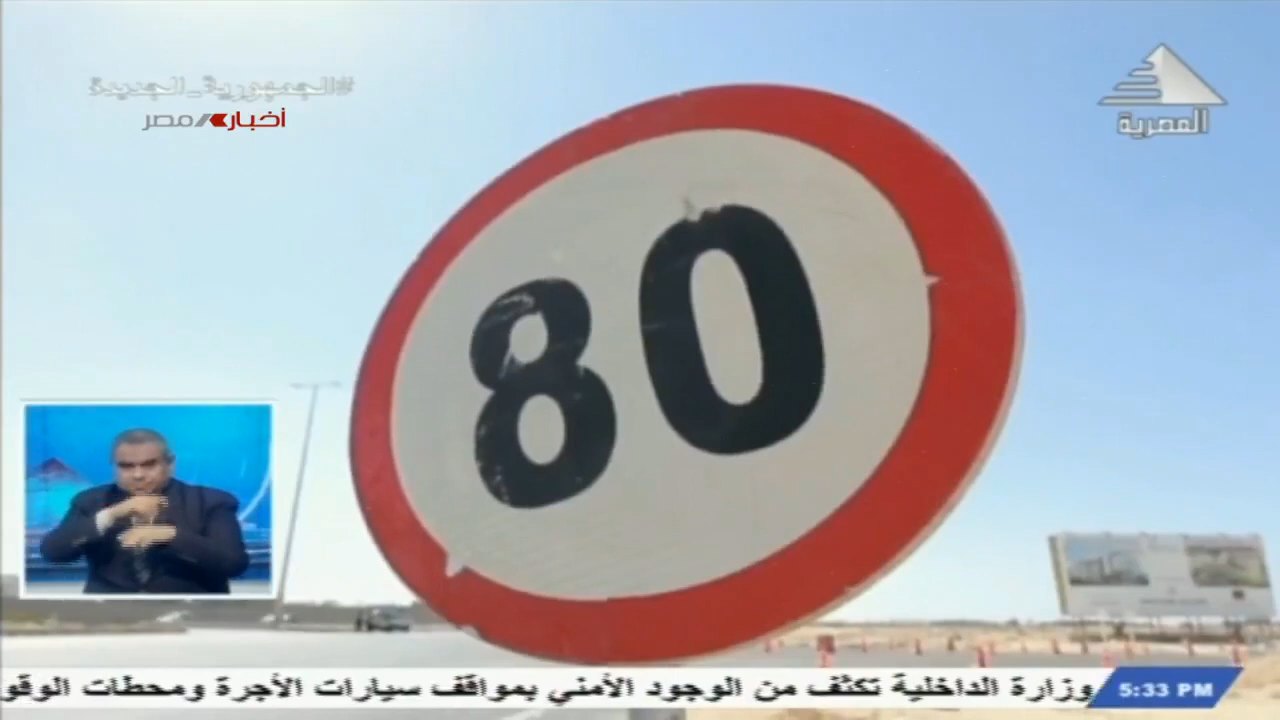 #الجمهورية_الجديدة
أخبار مصر
المصرية
80
وزارة الداخلية تكثف من الوجود الأمني بمواقف سيارات الأجرة ومحطات الوقو
5:33 PM